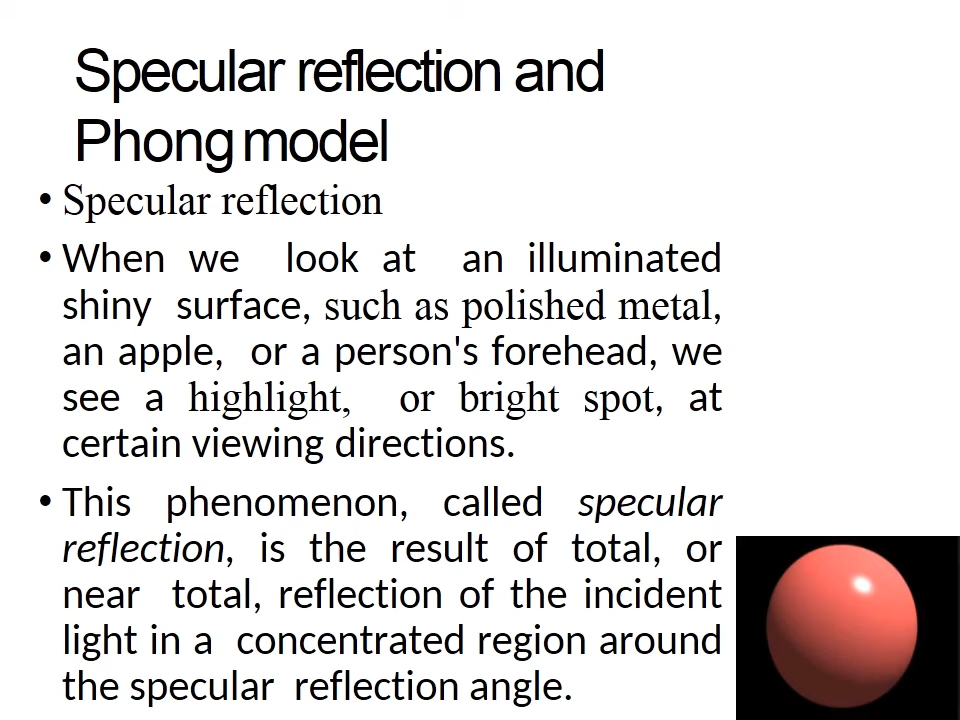 Specular reflection and
Phong model
• Specular reflection
• When we look at an illuminated
shiny surface, such as polished metal,
an apple, or a person's forehead, we
see a highlight, or bright spot, at
certain viewing directions.
• This phenomenon, called specular
reflection, is the result of total, or
near total, reflection of the incident
light in a concentrated region around
the specular reflection angle.